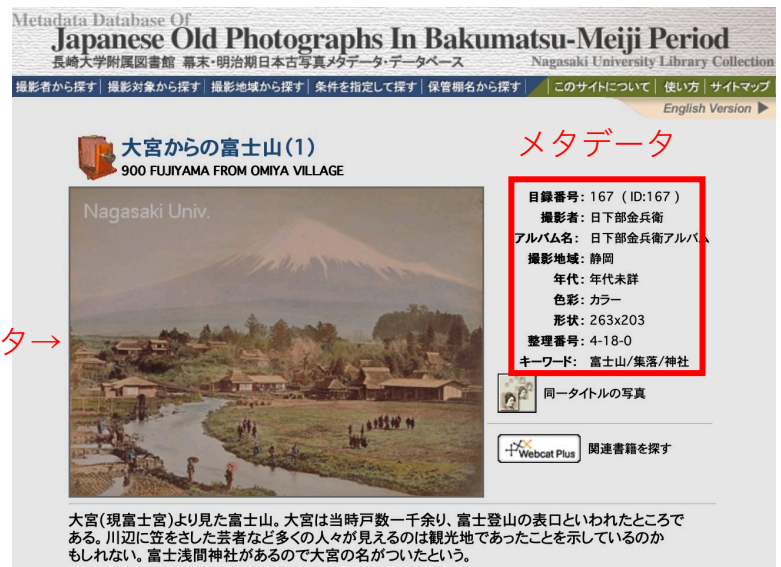 Metadata Database Of
Japanese Old Photographs In Bakumatsu-Meiji Period
長崎大学附属図書館 幕末・明治期日本古写真メタデータ・データベース Nagasaki University Library Collection
撮影者から探す 撮影対象から探す 撮影地域から探す 条件を指定して探す 保管棚名から探す このサイトについて 使い方 サイトマップ
English Version
大宮からの富士山(1)
900 FUJIYAMA FROM OMIYA VILLAGE
メタデータ
Nagasaki Univ.
タ→
目録番号: 167 ( ID:167 )
撮影者: 日下部金兵衛
アルバム名: 日下部金兵衛アルバム
撮影地域: 静岡
年代: 年代未詳
色彩: カラー
形状: 263x203
整理番号: 4-18-0
キーワード: 富士山/集落/神社
同一タイトルの写真
Webcat Plus 関連書籍を探す
大宮(現富士宮)より見た富士山。大宮は当時戸数一千余り、富士登山の表口といわれたところで
ある。川辺に笠をさした芸者など多くの人々が見えるのは観光地であったことを示しているのか
もしれない。富士浅間神社があるので大宮の名がついたという。